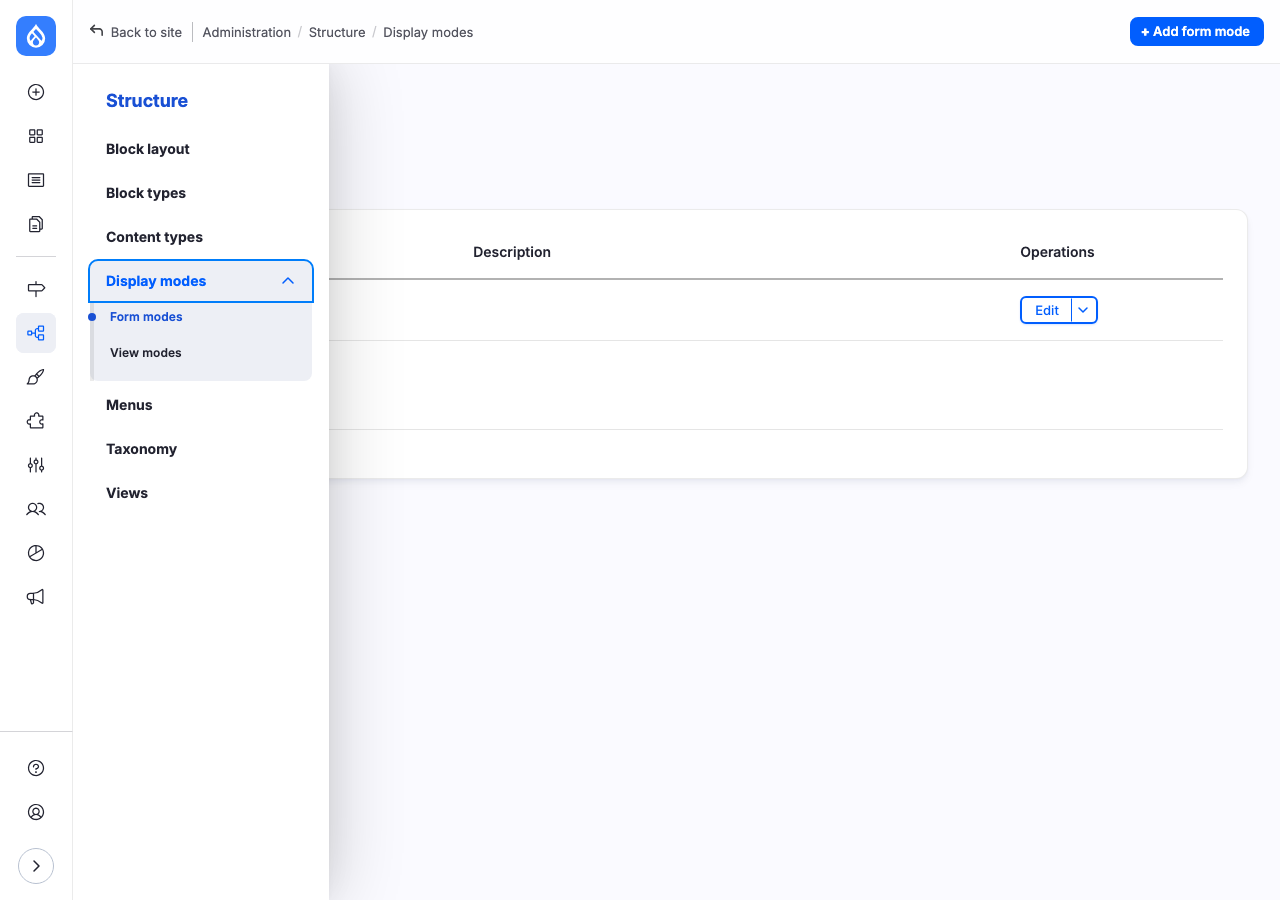 Back to site
Administration / Structure / Display modes
+ Add form mode
Structure
Block layout
Block types
Content types
Display modes
Form modes
View modes
Menus
Taxonomy
Views
Description
Operations
Edit